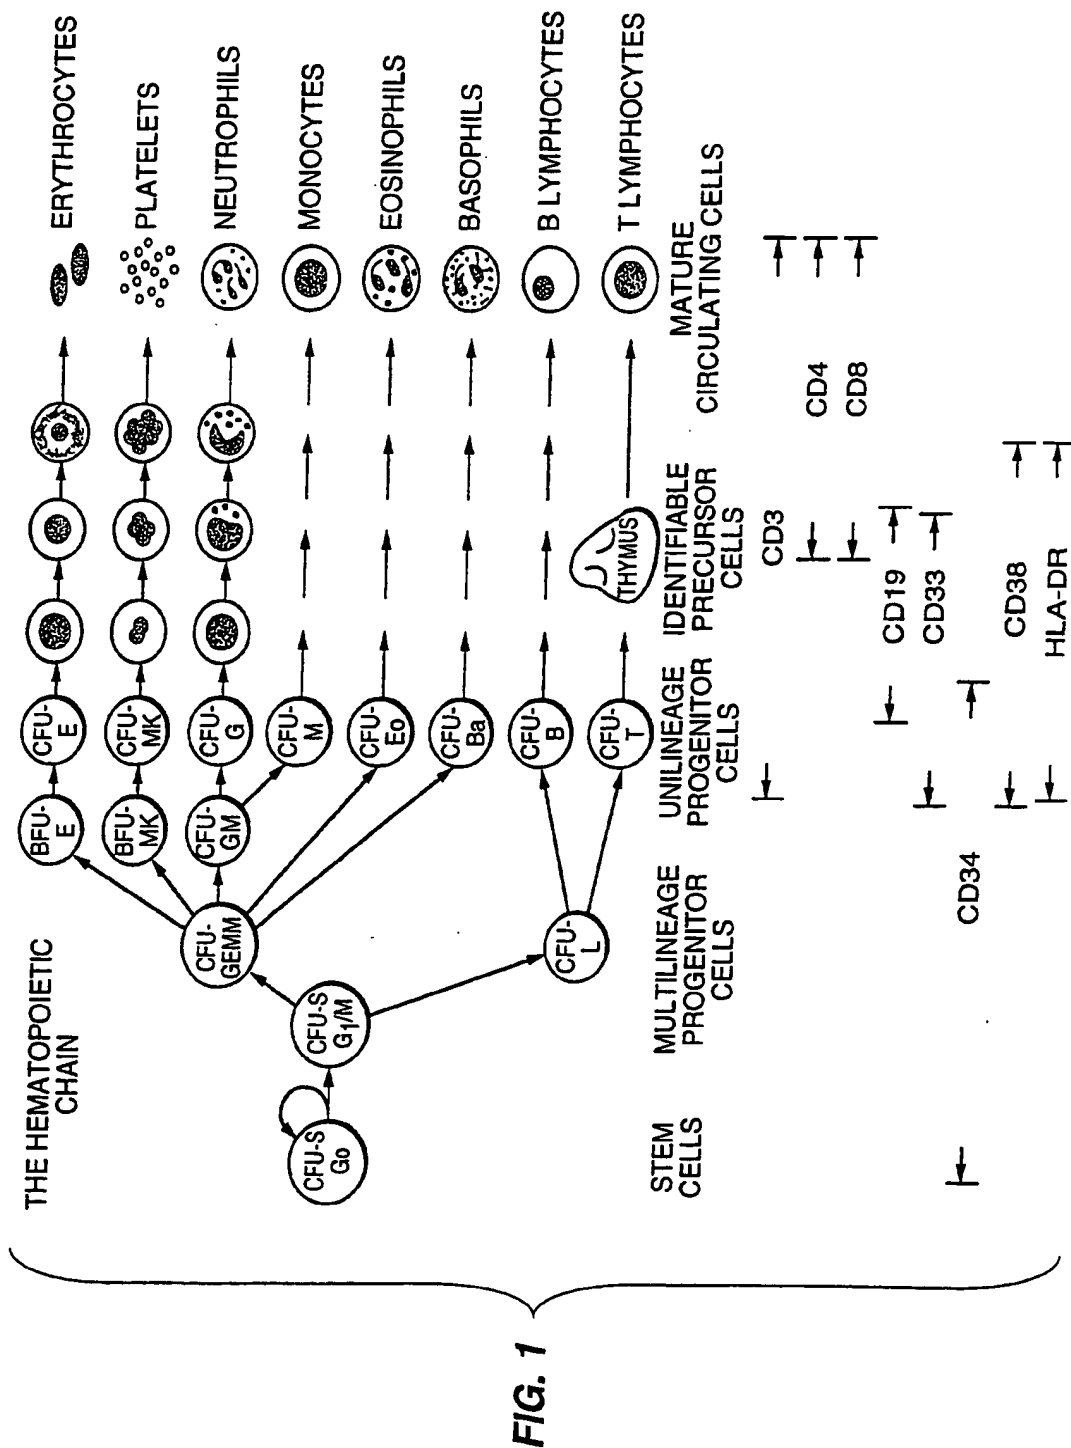 THE HEMATOPOIETIC
CHAIN
CFU-S
Go
CFU-S
G1/M
CFU-
GEMM
CFU-
L
BFU-
E
BFU-
MK
CFU-
GM
CFU-
E
CFU-
MK
CFU-
G
CFU-
M
CFU-
Eo
CFU-
Ba
CFU-
B
CFU-
T
THYMUS
ERYTHROCYTES
PLATELETS
NEUTROPHILS
MONOCYTES
EOSINOPHILS
BASOPHILS
B LYMPHOCYTES
T LYMPHOCYTES
STEM
CELLS
MULTILINEAGE
PROGENITOR
CELLS
UNILINEAGE
PROGENITOR
CELLS
IDENTIFIABLE
PRECURSOR
CELLS
MATURE
CIRCULATING CELLS
CD3
CD4
CD8
CD19
CD33
CD34
CD38
HLA-DR
FIG. 1